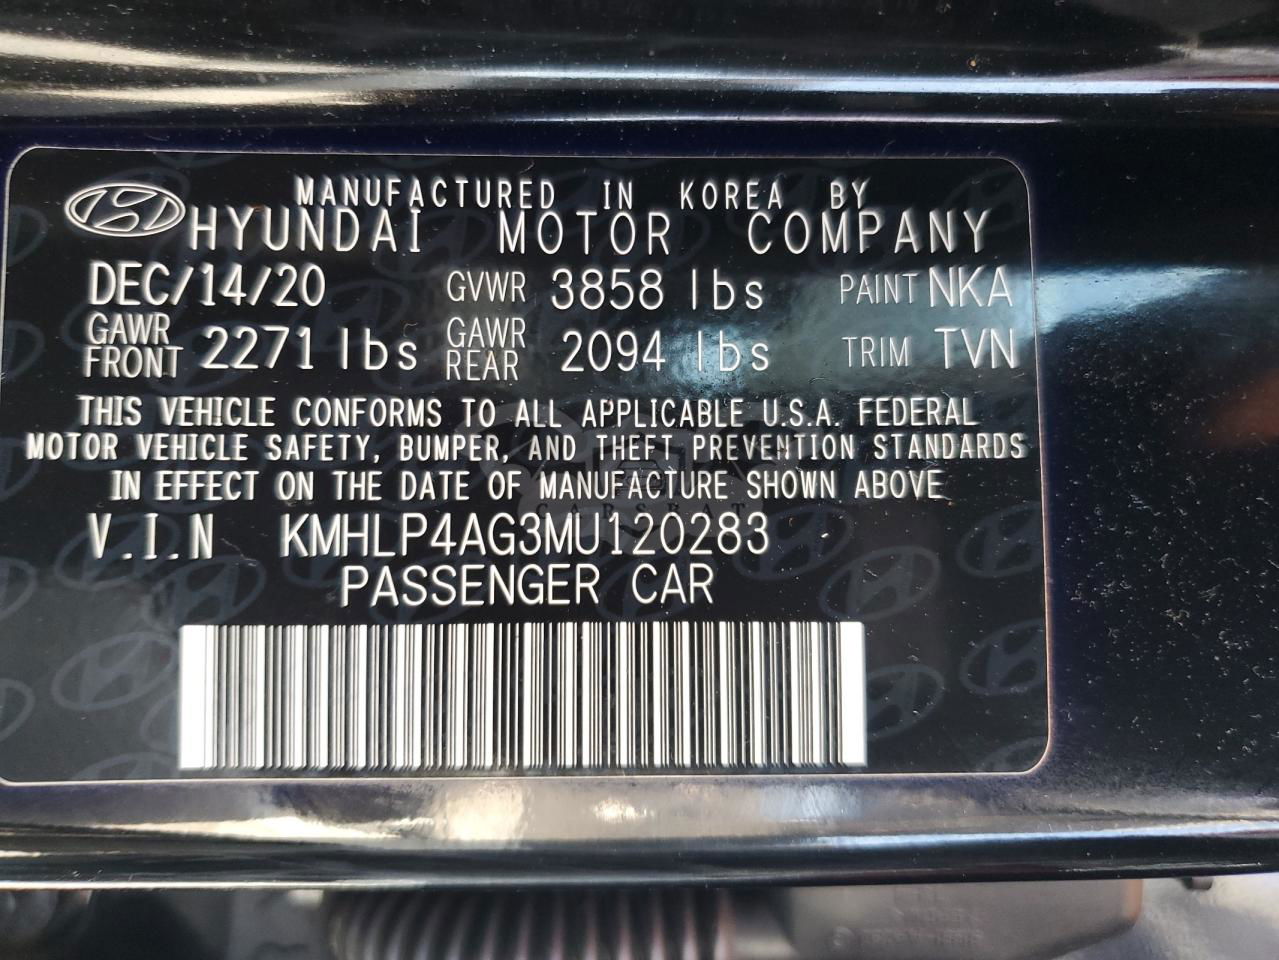 MANUFACTURED IN KOREA BY
HYUNDAI MOTOR COMPANY
DEC/14/20 GVWR 3858 lbs PAINT NKA
GAWR FRONT 2271 lbs GAWR REAR 2094 lbs TRIM TVN
THIS VEHICLE CONFORMS TO ALL APPLICABLE U.S.A. FEDERAL
MOTOR VEHICLE SAFETY, BUMPER, AND THEFT PREVENTION STANDARDS
IN EFFECT ON THE DATE OF MANUFACTURE SHOWN ABOVE
CARSBAT
V.I.N KMHLP4AG3MU120283
PASSENGER CAR